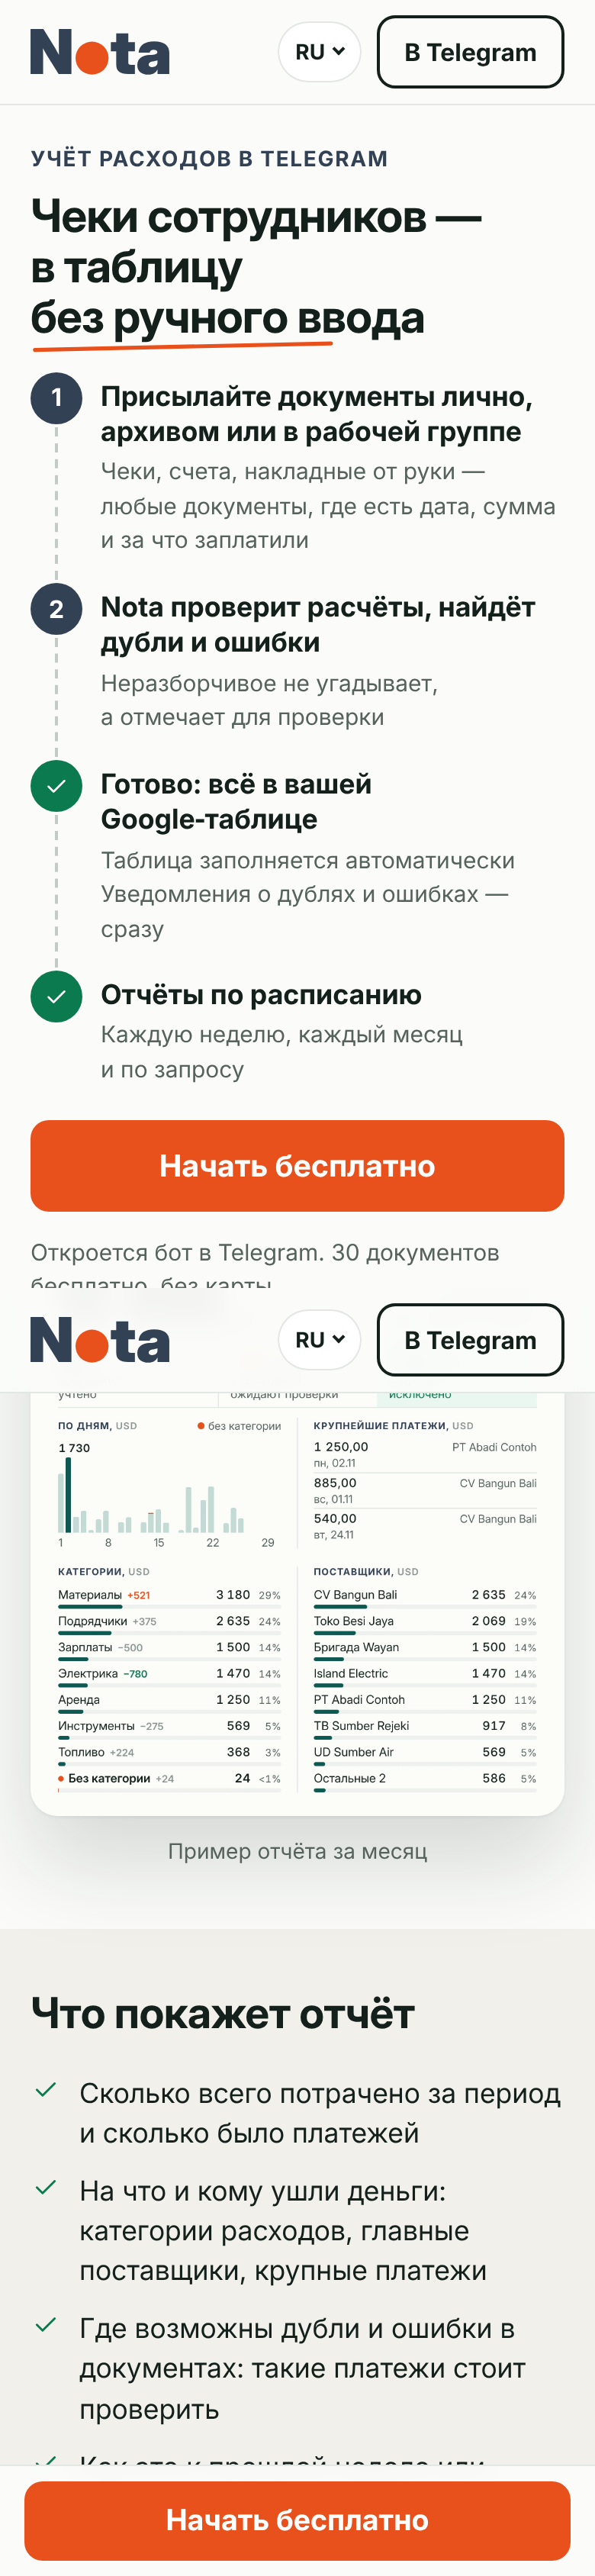 Nota
RU
В Telegram
УЧЁТ РАСХОДОВ В TELEGRAM
Чеки сотрудников —
в таблицу
без ручного ввода
1
Присылайте документы лично,
архивом или в рабочей группе
Чеки, счета, накладные от руки —
любые документы, где есть дата, сумма
и за что заплатили
2
Nota проверит расчёты, найдёт
дубли и ошибки
Неразборчивое не угадывает,
а отмечает для проверки
Готово: всё в вашей
Google-таблице
Таблица заполняется автоматически
Уведомления о дублях и ошибках —
сразу
Отчёты по расписанию
Каждую неделю, каждый месяц
и по запросу
Начать бесплатно
Откроется бот в Telegram. 30 документов
бесплатно, без карты
Nota
RU
В Telegram
учтено
ожидают проверки
исключено
ПО ДНЯМ, USD
без категории
1 730
1 8 15 22 29
КРУПНЕЙШИЕ ПЛАТЕЖИ, USD
1 250,00 PT Abadi Contoh
пн, 02.11
885,00 CV Bangun Bali
вс, 01.11
540,00 CV Bangun Bali
вт, 24.11
КАТЕГОРИИ, USD
Материалы +521 3 180 29%
Подрядчики +375 2 635 24%
Зарплаты −500 1 500 14%
Электрика −780 1 470 14%
Аренда 1 250 11%
Инструменты −275 569 5%
Топливо +224 368 3%
Без категории +24 24 <1%
ПОСТАВЩИКИ, USD
CV Bangun Bali 2 635 24%
Toko Besi Jaya 2 069 19%
Бригада Wayan 1 500 14%
Island Electric 1 470 14%
PT Abadi Contoh 1 250 11%
TB Sumber Rejeki 917 8%
UD Sumber Air 569 5%
Остальные 2 586 5%
Пример отчёта за месяц
Что покажет отчёт
Сколько всего потрачено за период
и сколько было платежей
На что и кому ушли деньги:
категории расходов, главные
поставщики, крупные платежи
Где возможны дубли и ошибки в
документах: такие платежи стоит
проверить
Как это к прошлой неделе или
Начать бесплатно